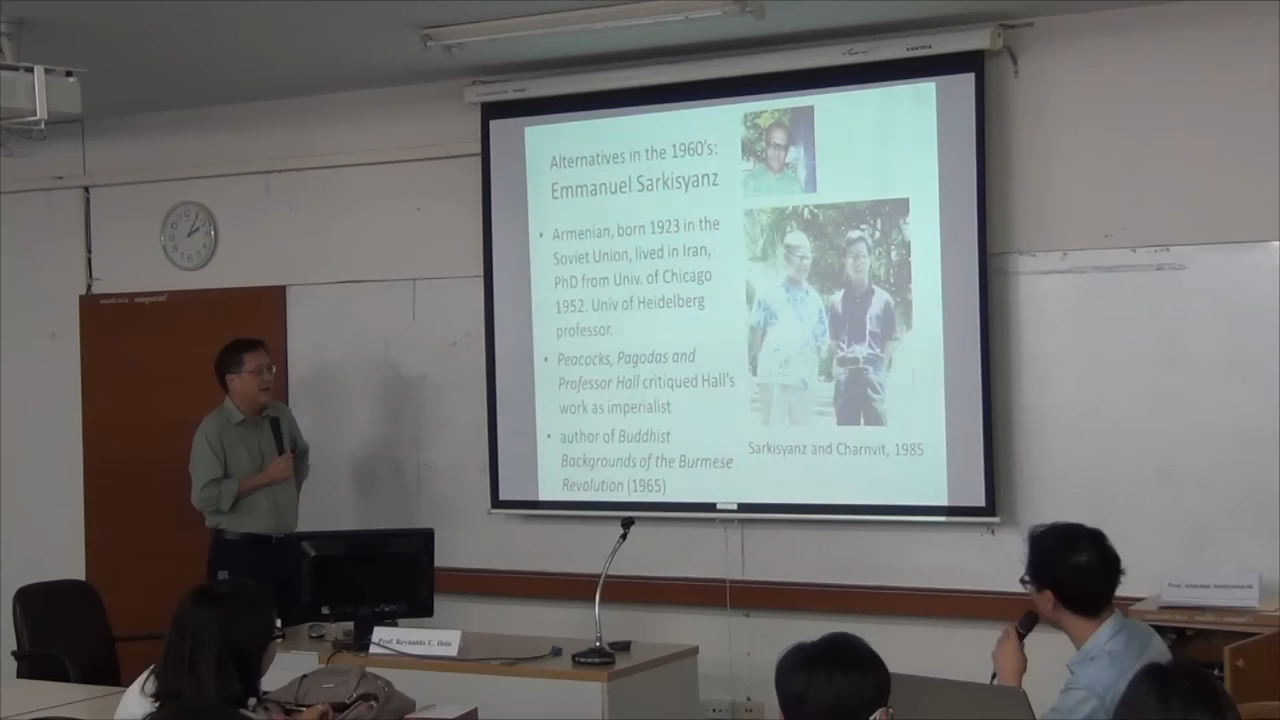 Alternatives in the 1960's:
Emmanuel Sarkisyanz
• Armenian, born 1923 in the
Soviet Union, lived in Iran,
PhD from Univ. of Chicago
1952. Univ of Heidelberg
professor.
• Peacocks, Pagodas and
Professor Hall critiqued Hall's
work as imperialist
• author of Buddhist
Backgrounds of the Burmese
Revolution (1965)
Sarkisyanz and Charnvit, 1985
Prof. Reynaldo C. Ileto
VERTEX
Prof.